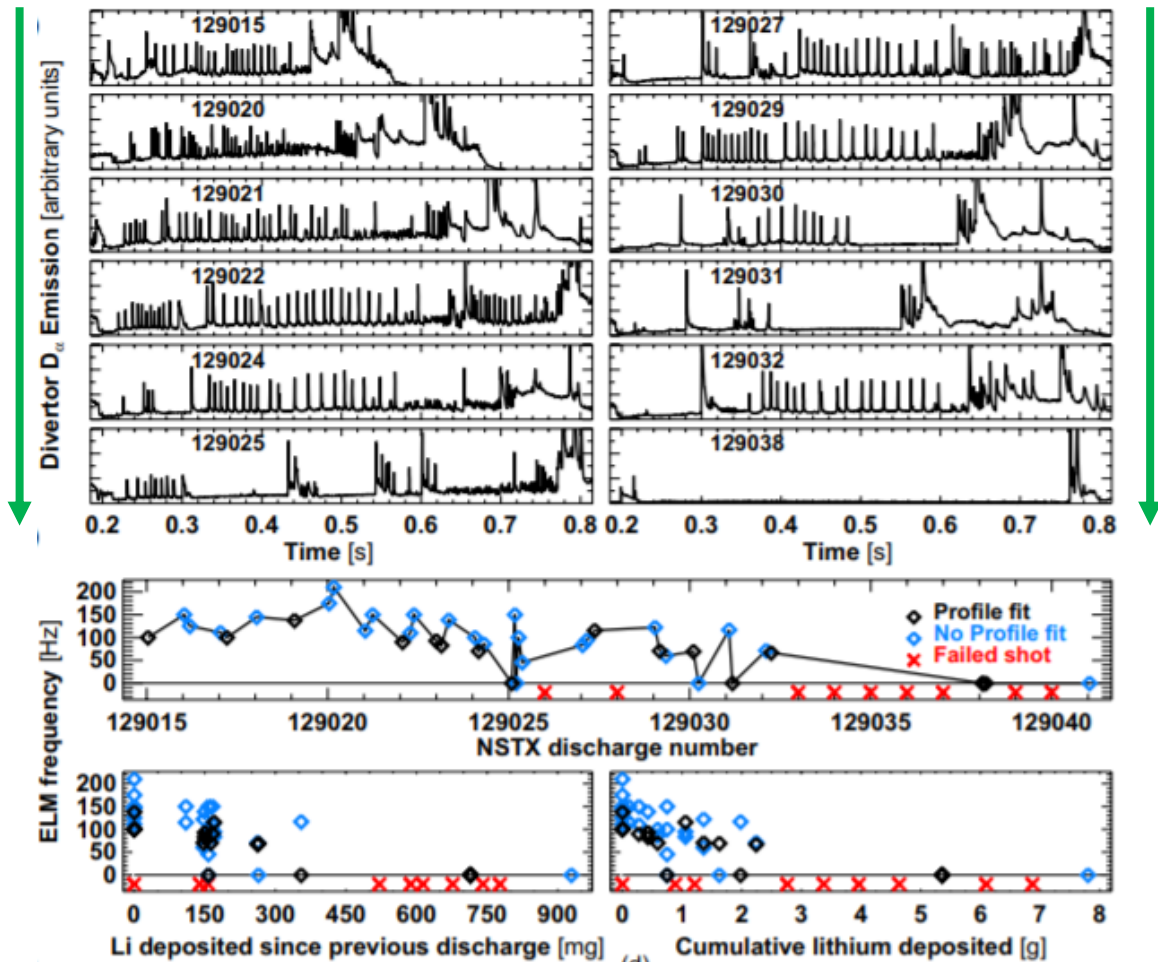 129015
129020
129021
129022
129024
129025
129027
129029
129030
129031
129032
129038
Divertor Dα Emission [arbitrary units]
0.2 0.3 0.4 0.5 0.6 0.7 0.8
Time [s]
0.2 0.3 0.4 0.5 0.6 0.7 0.8
Time [s]
ELM frequency [Hz]
200
150
100
50
0
Profile fit
No Profile fit
Failed shot
129015 129020 129025 129030 129035 129040
NSTX discharge number
200
150
100
50
0
0 150 300 450 600 750 900
Li deposited since previous discharge [mg]
0 1 2 3 4 5 6 7 8
Cumulative lithium deposited [g]
(d)